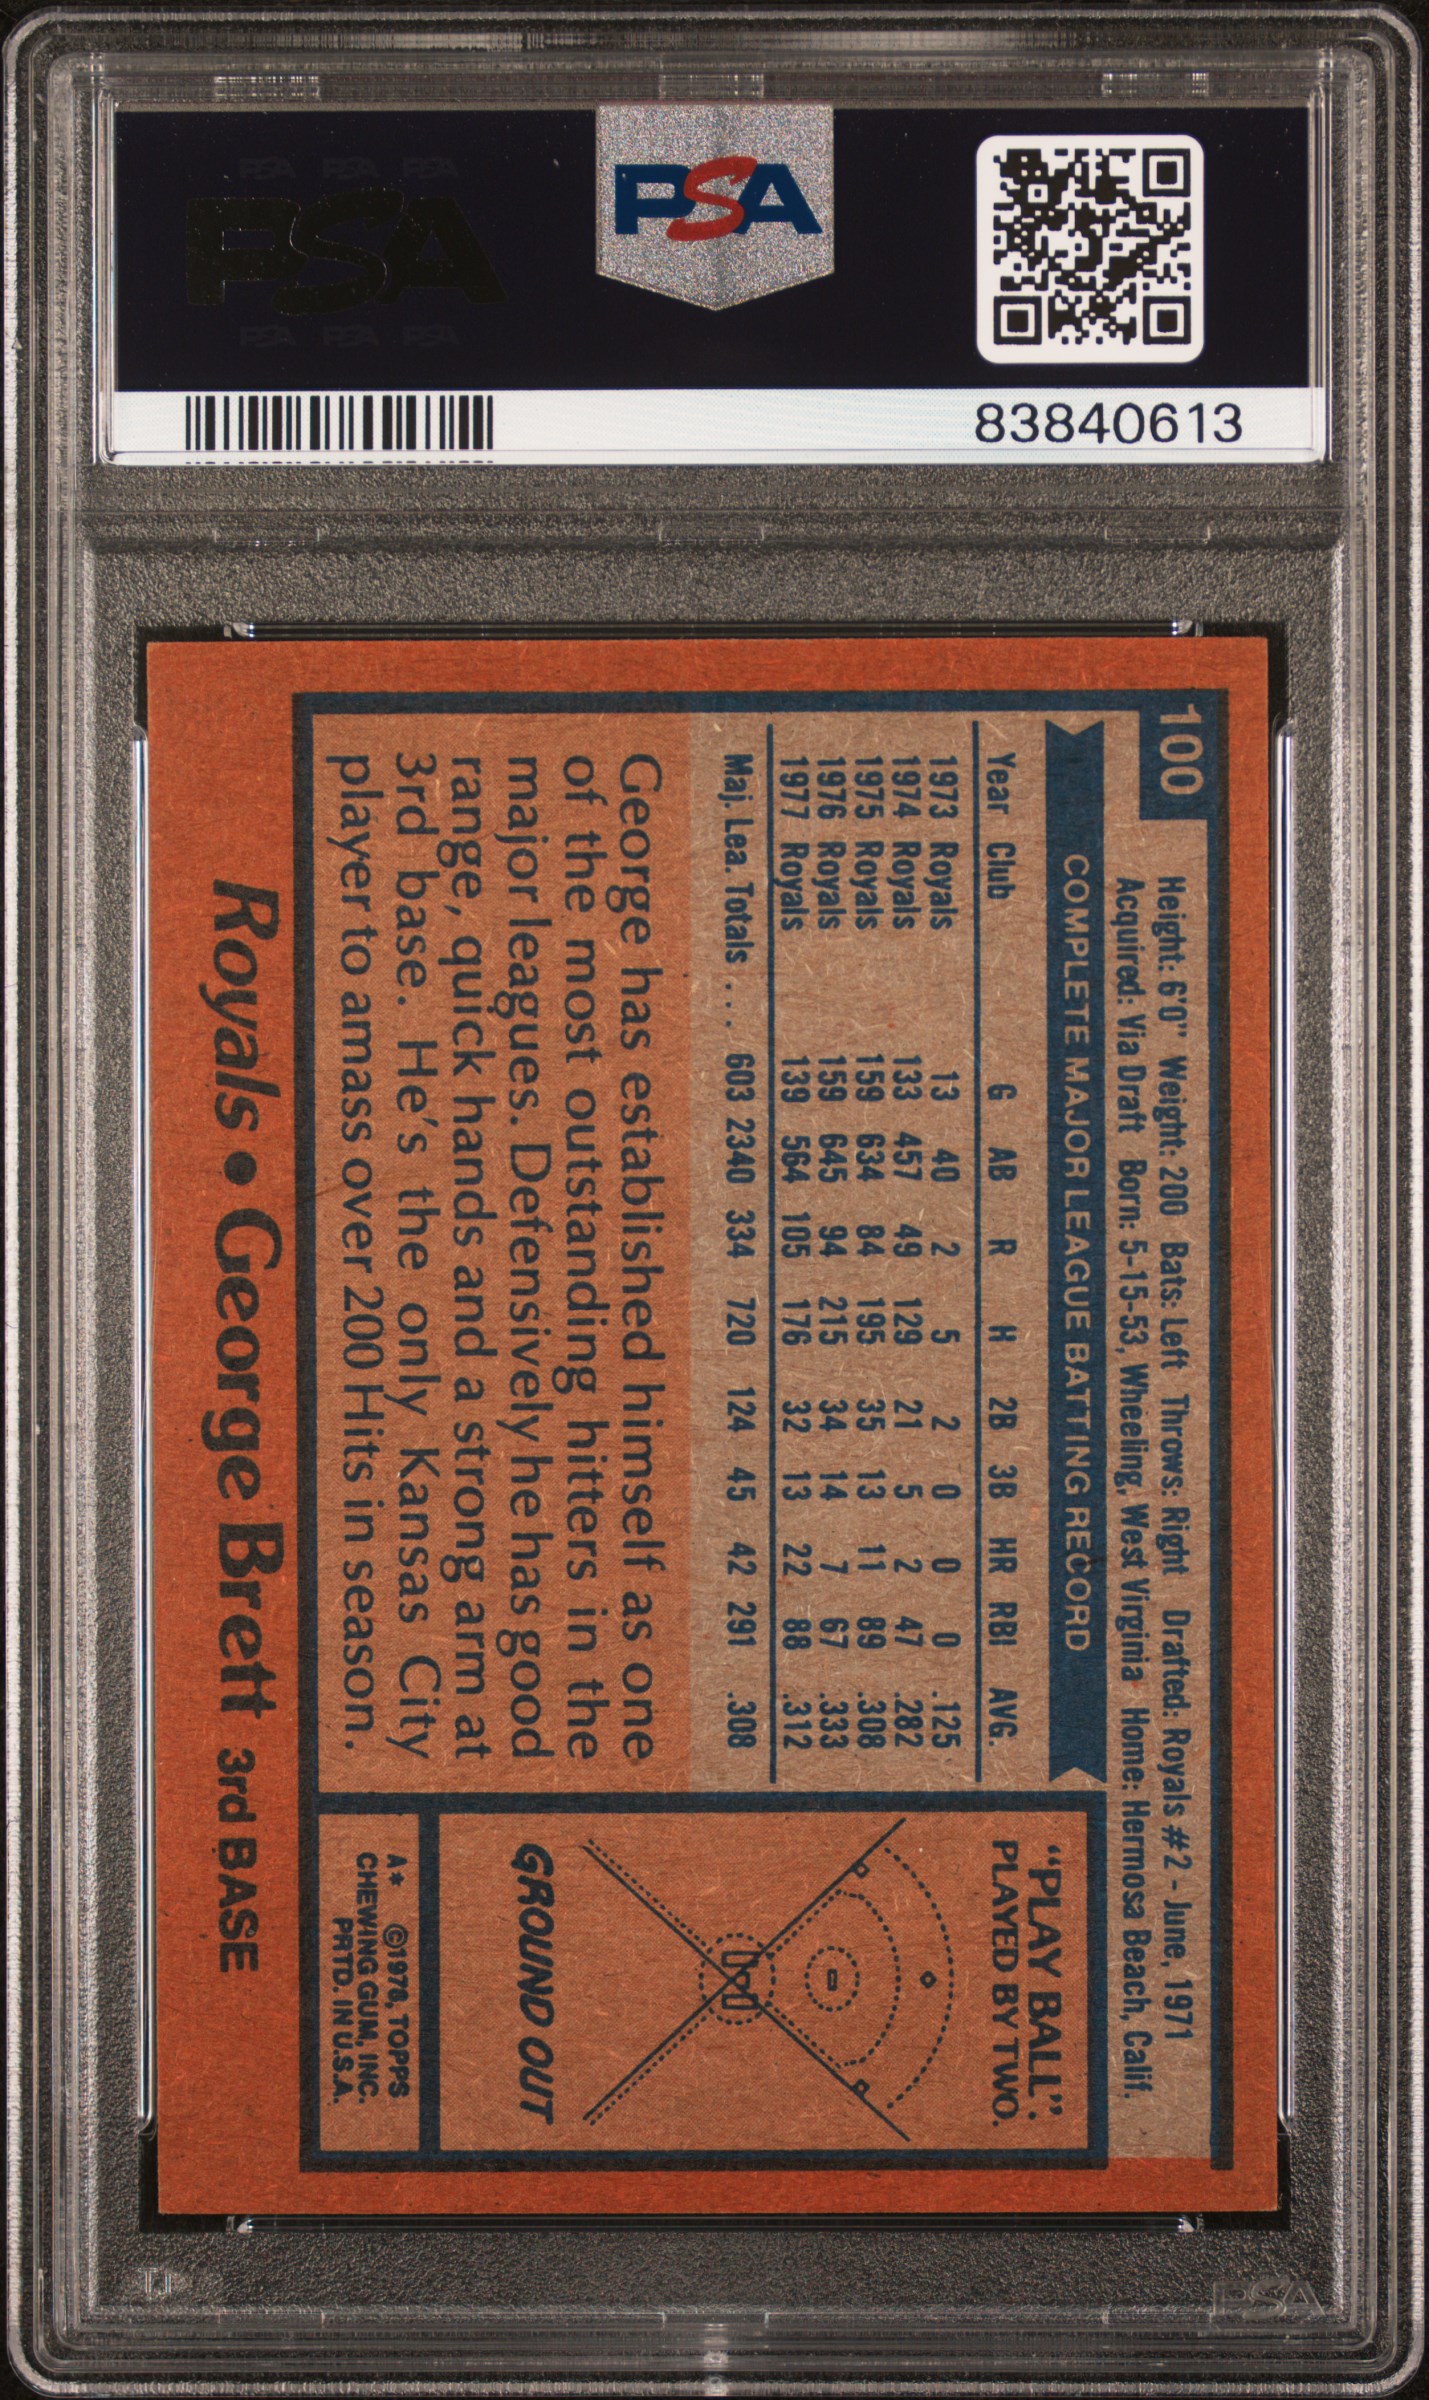 PSA PSA PSA
PSA
PSA PSA PSA
PSA
83840613
100
Height: 6'0" Weight: 200 Bats: Left Throws: Right Drafted: Royals #2 - June, 1971
Acquired: Via Draft Born: 5-15-53, Wheeling, West Virginia Home: Hermosa Beach, Calif.
COMPLETE MAJOR LEAGUE BATTING RECORD
Year Club G AB R H 2B 3B HR RBI AVG.
1973 Royals 13 40 2 5 2 0 0 0 .125
1974 Royals 133 457 49 129 21 5 2 47 .282
1975 Royals 159 634 84 195 35 13 11 89 .308
1976 Royals 159 645 94 215 34 14 7 67 .333
1977 Royals 139 564 105 176 32 13 22 88 .312
Maj. Lea. Totals . . . 603 2340 334 720 124 45 42 291 .308
George has established himself as one
of the most outstanding hitters in the
major leagues. Defensively he has good
range, quick hands and a strong arm at
3rd base. He's the only Kansas City
player to amass over 200 Hits in season.
"PLAY BALL":
PLAYED BY TWO.
GROUND OUT
A* ©1978, TOPPS
CHEWING GUM, INC.
PRTD. IN U.S.A.
Royals • George Brett 3rd BASE
TJ
PSA